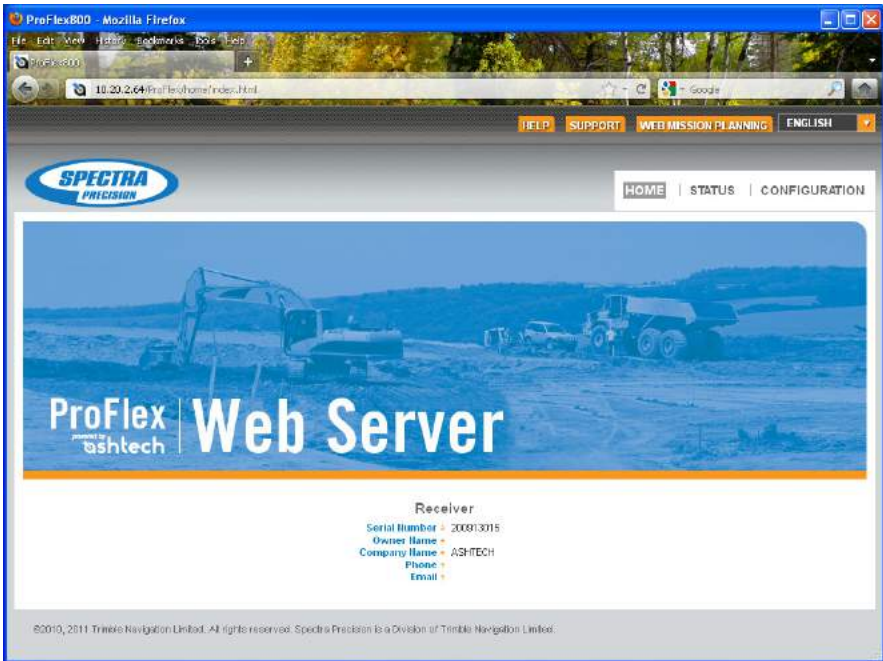 ProFlex800 - Mozilla Firefox
File Edit View History Bookmarks Tools Help
ProFlex800 +
10.20.2.64/ProFlex/home/index.html
Google
HELP SUPPORT WEB MISSION PLANNING ENGLISH
SPECTRA
PRECISION
HOME | STATUS | CONFIGURATION
ProFlex
powered by
ashtech
Web Server
Receiver
Serial Number 200913015
Owner Name
Company Name ASHTECH
Phone
Email
©2010, 2011 Trimble Navigation Limited. All rights reserved. Spectra Precision is a Division of Trimble Navigation Limited.